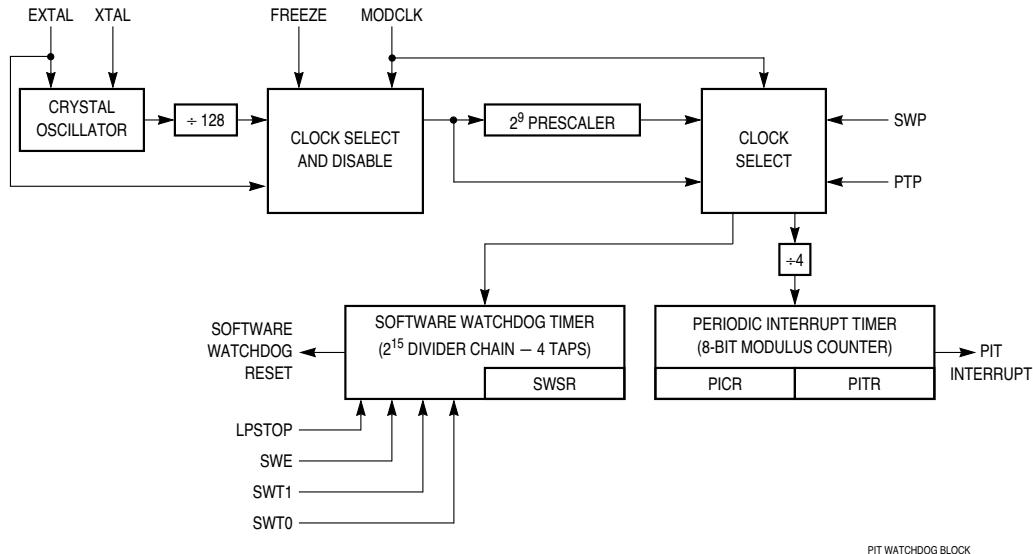 EXTAL XTAL FREEZE MODCLK
CRYSTAL
OSCILLATOR
÷ 128
CLOCK SELECT
AND DISABLE
2⁹ PRESCALER
CLOCK
SELECT
SWP
PTP
÷4
SOFTWARE
WATCHDOG
RESET
SOFTWARE WATCHDOG TIMER
(2¹⁵ DIVIDER CHAIN — 4 TAPS)
SWSR
PERIODIC INTERRUPT TIMER
(8-BIT MODULUS COUNTER)
PICR
PITR
PIT
INTERRUPT
LPSTOP
SWE
SWT1
SWT0
PIT WATCHDOG BLOCK